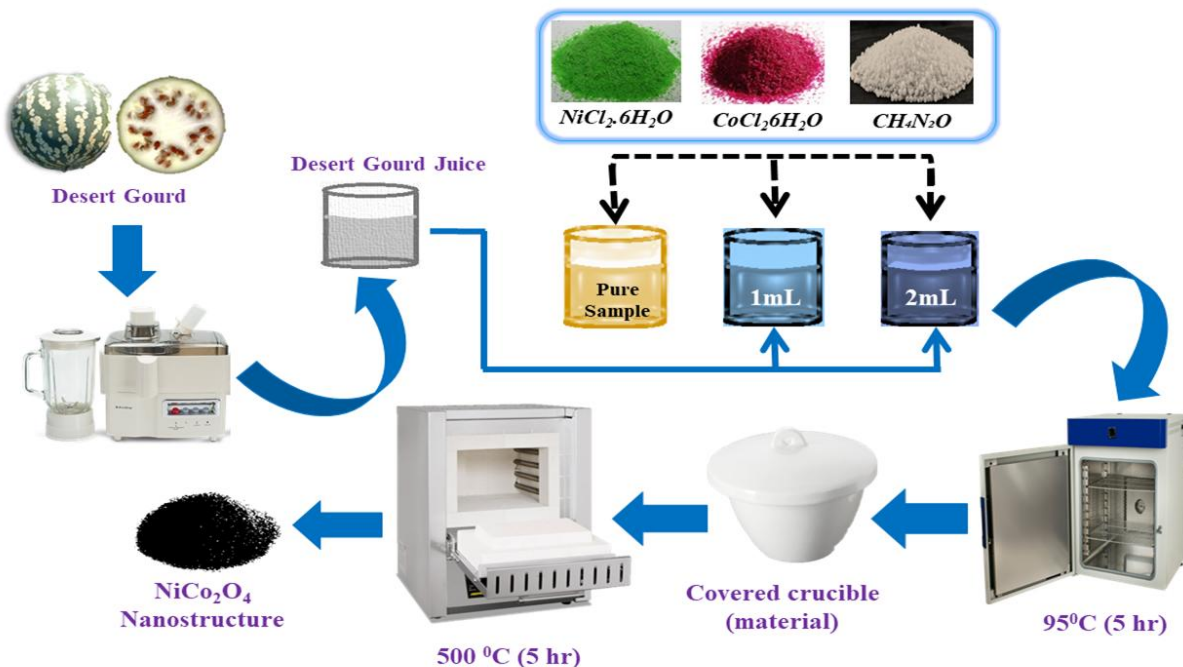 NiCl₂.6H₂O
CoCl₂6H₂O
CH₄N₂O
Desert Gourd
Desert Gourd Juice
Pure
Sample
1mL
2mL
95⁰C (5 hr)
Covered crucible
(material)
500 ⁰C (5 hr)
NiCo₂O₄
Nanostructure